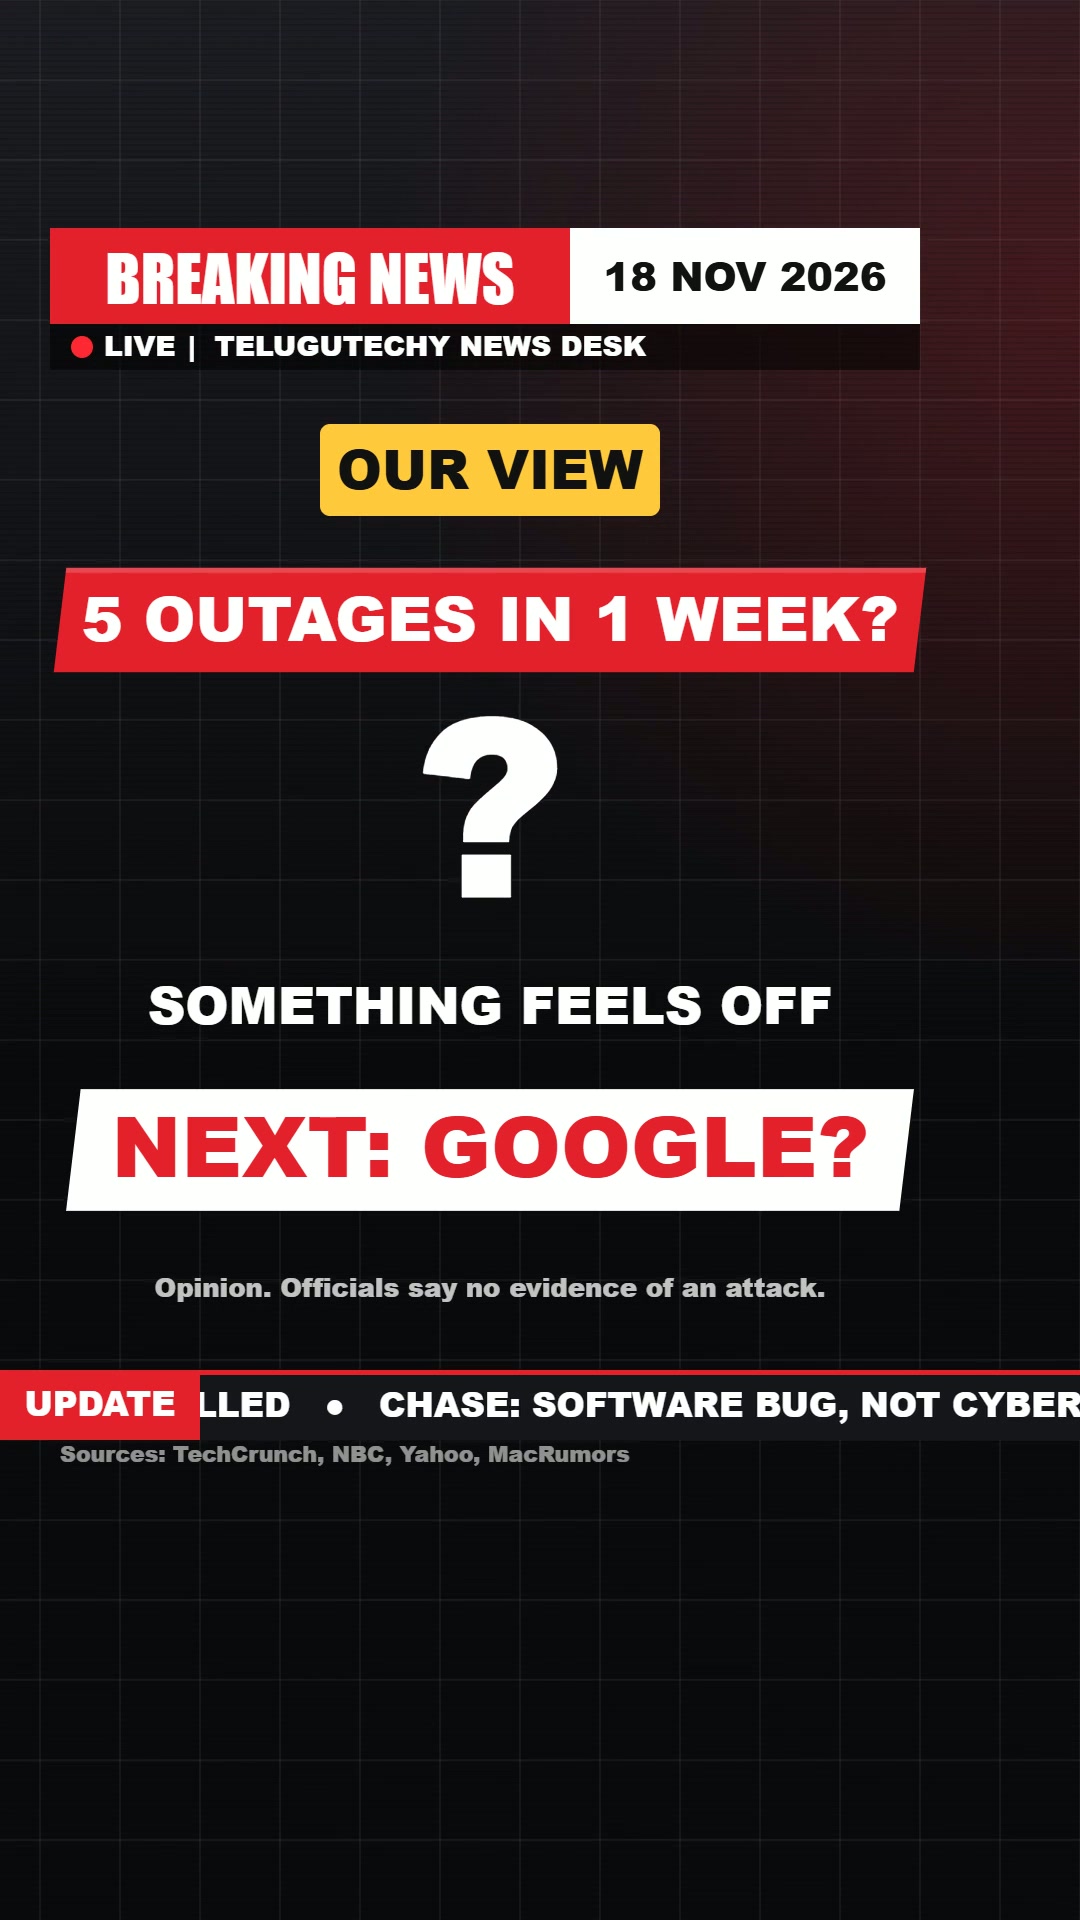 BREAKING NEWS
18 NOV 2026
LIVE | TELUGUTECHY NEWS DESK
OUR VIEW
5 OUTAGES IN 1 WEEK?
?
SOMETHING FEELS OFF
NEXT: GOOGLE?
Opinion. Officials say no evidence of an attack.
UPDATE
LLED • CHASE: SOFTWARE BUG, NOT CYBER
Sources: TechCrunch, NBC, Yahoo, MacRumors